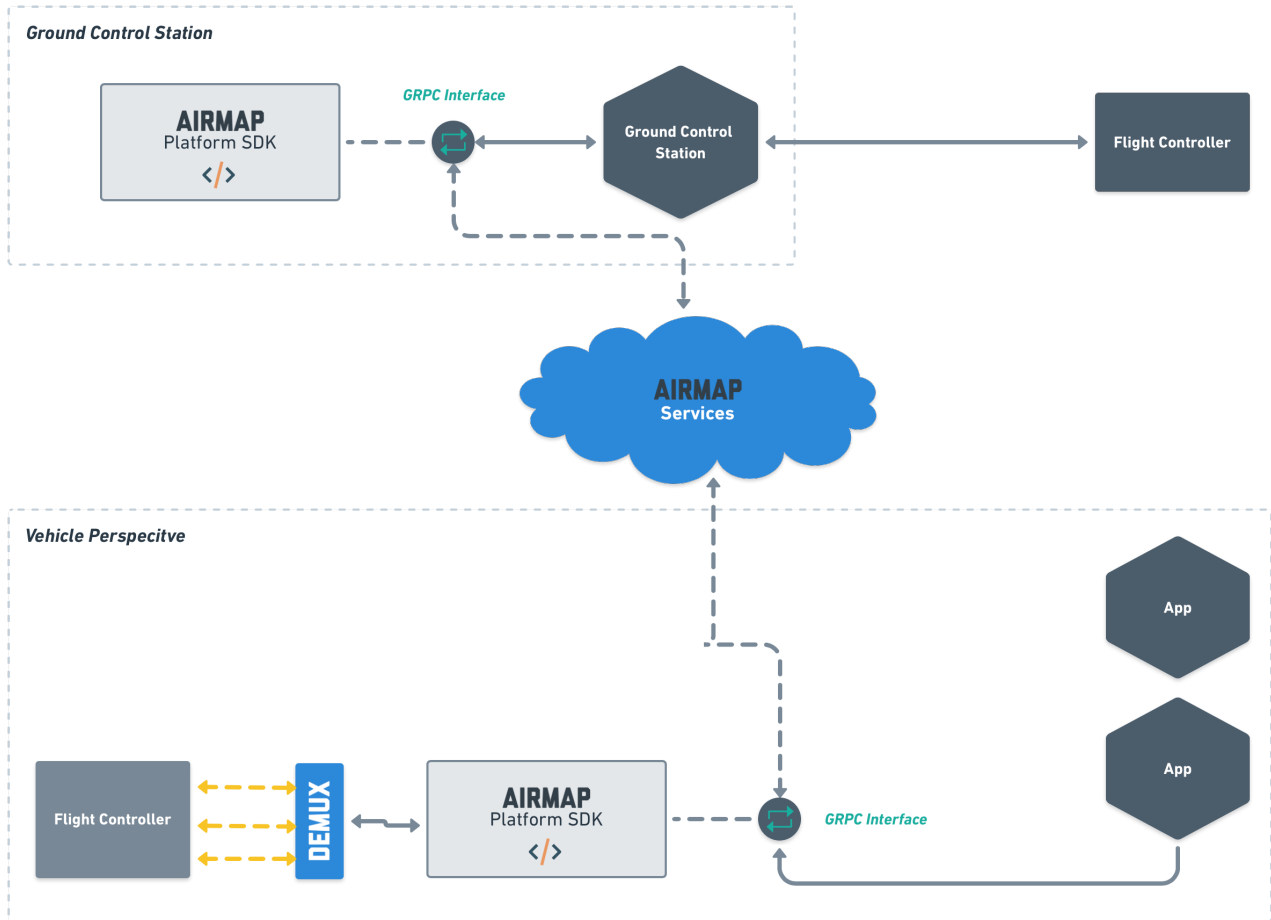 Ground Control Station
AIRMAP
Platform SDK
</>
GRPC Interface
Ground Control
Station
Flight Controller
AIRMAP
Services
Vehicle Perspecitve
App
App
Flight Controller
DEMUX
AIRMAP
Platform SDK
</>
GRPC Interface